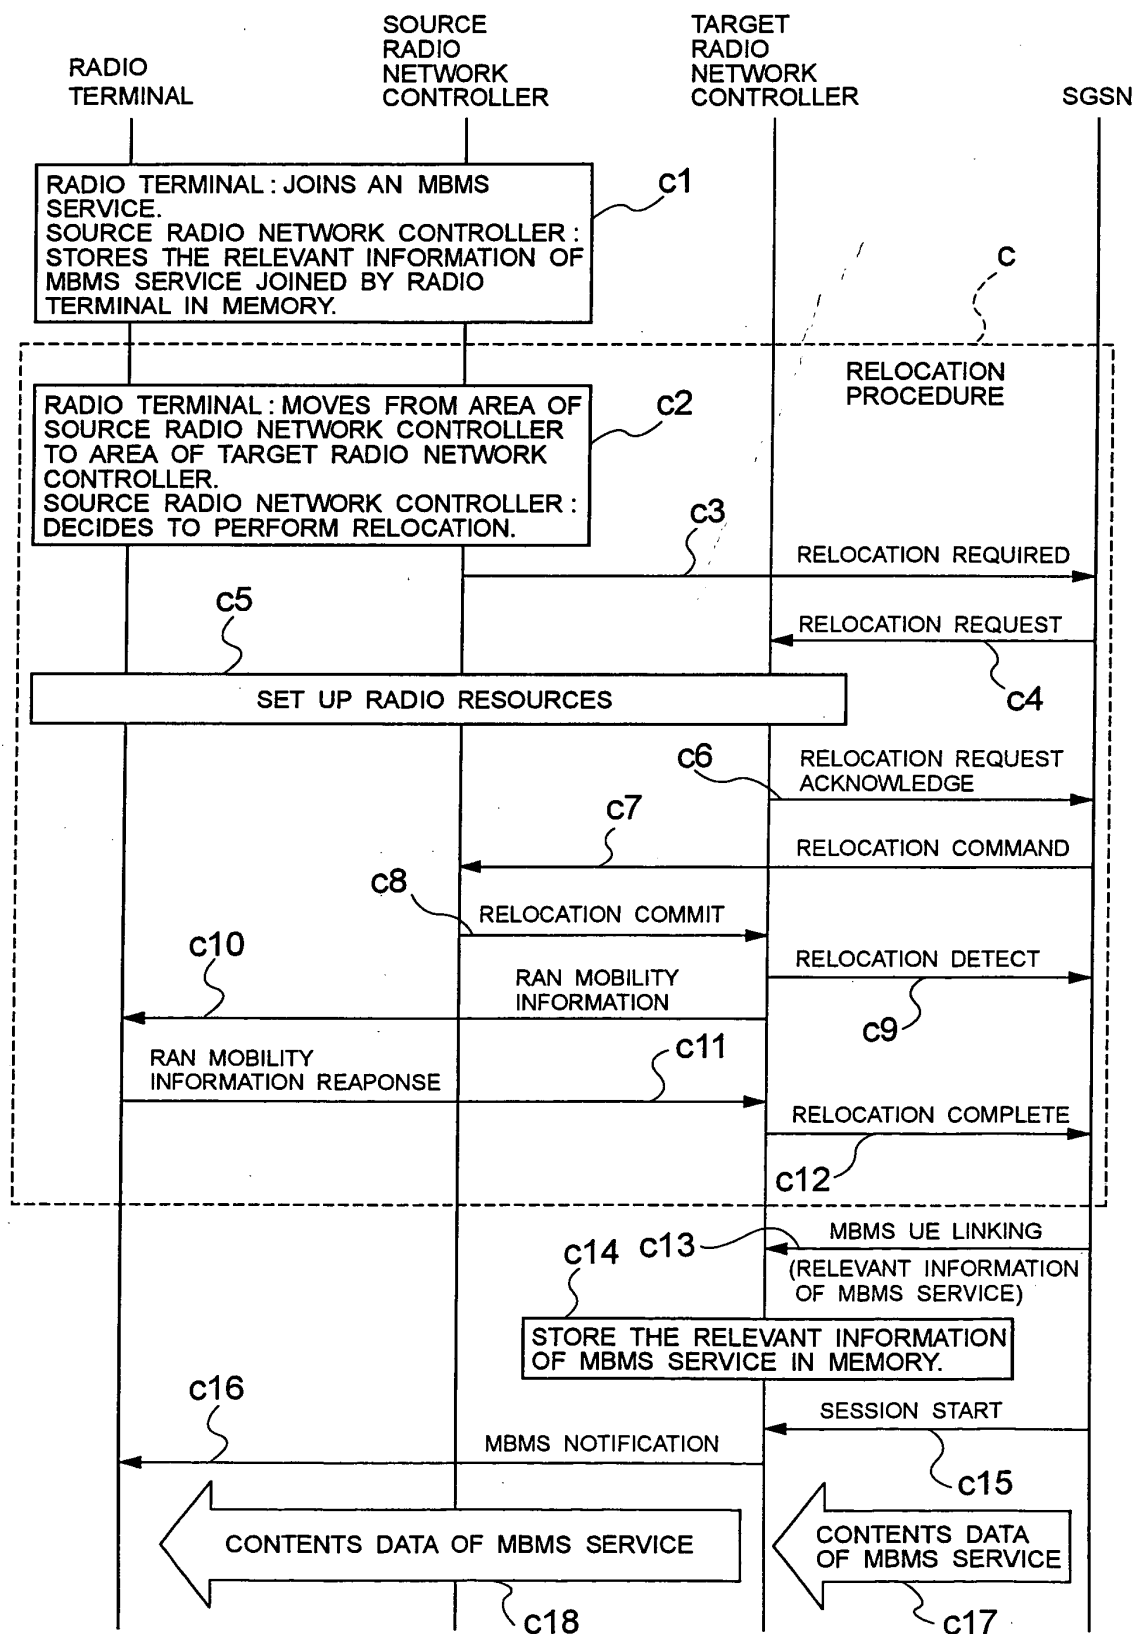 RADIO
TERMINAL
SOURCE
RADIO
NETWORK
CONTROLLER
TARGET
RADIO
NETWORK
CONTROLLER
SGSN
RADIO TERMINAL : JOINS AN MBMS
SERVICE.
SOURCE RADIO NETWORK CONTROLLER :
STORES THE RELEVANT INFORMATION OF
MBMS SERVICE JOINED BY RADIO
TERMINAL IN MEMORY.
c1
c
RELOCATION
PROCEDURE
RADIO TERMINAL : MOVES FROM AREA OF
SOURCE RADIO NETWORK CONTROLLER
TO AREA OF TARGET RADIO NETWORK
CONTROLLER.
SOURCE RADIO NETWORK CONTROLLER :
DECIDES TO PERFORM RELOCATION.
c2
c3
RELOCATION REQUIRED
c5
RELOCATION REQUEST
c4
SET UP RADIO RESOURCES
c6
RELOCATION REQUEST
ACKNOWLEDGE
c7
RELOCATION COMMAND
c8
RELOCATION COMMIT
c10
RELOCATION DETECT
c9
RAN MOBILITY
INFORMATION
c11
RAN MOBILITY
INFORMATION REAPONSE
RELOCATION COMPLETE
c12
c13
MBMS UE LINKING
(RELEVANT INFORMATION
OF MBMS SERVICE)
c14
STORE THE RELEVANT INFORMATION
OF MBMS SERVICE IN MEMORY.
c16
SESSION START
c15
MBMS NOTIFICATION
CONTENTS DATA OF MBMS SERVICE
c18
CONTENTS DATA
OF MBMS SERVICE
c17